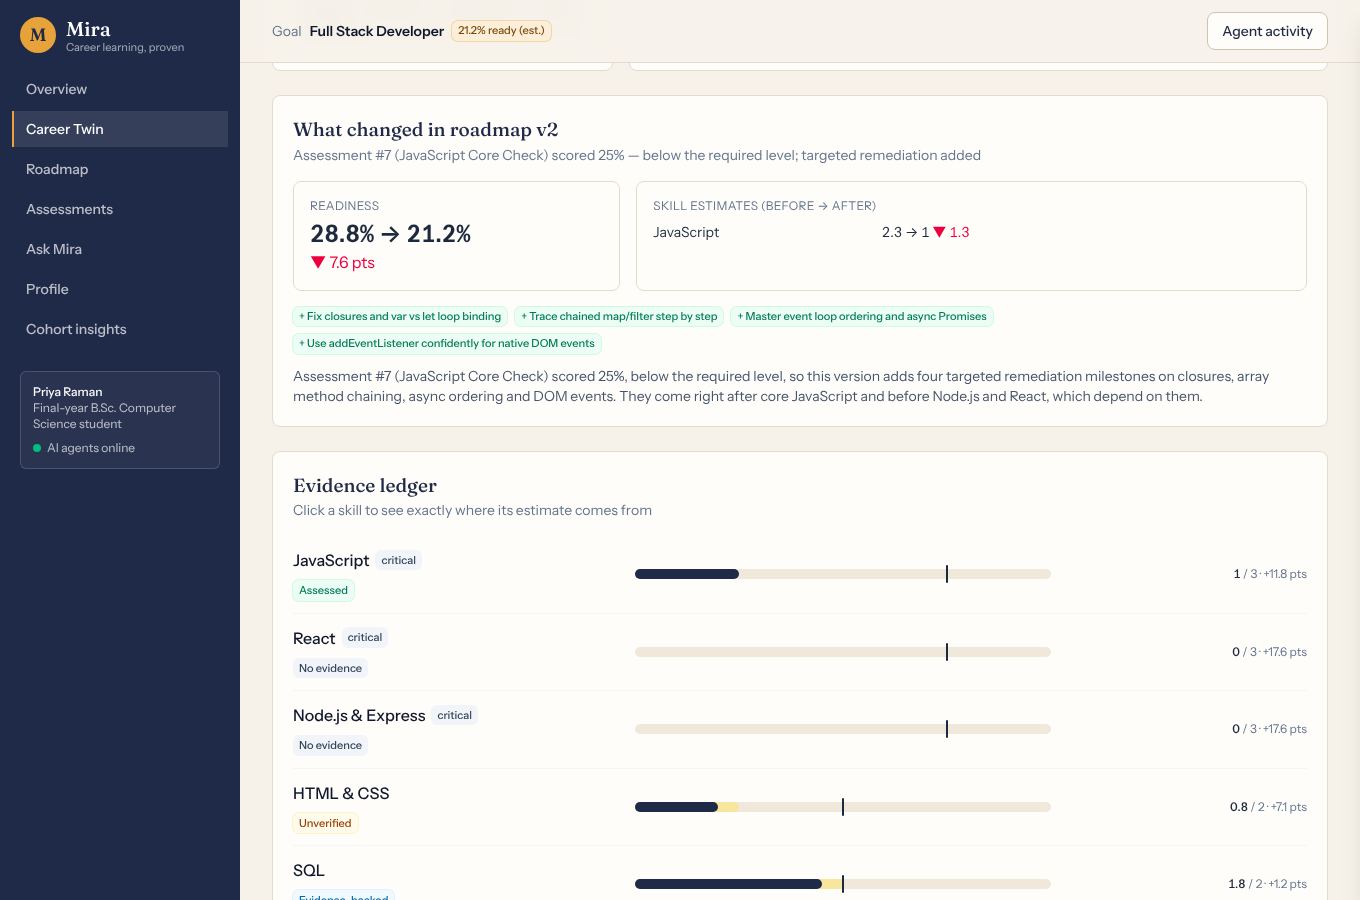 M
Mira
Career learning, proven
Overview
Career Twin
Roadmap
Assessments
Ask Mira
Profile
Cohort insights
Priya Raman
Final-year B.Sc. Computer
Science student
AI agents online
Goal Full Stack Developer 21.2% ready (est.)
Agent activity
What changed in roadmap v2
Assessment #7 (JavaScript Core Check) scored 25% — below the required level; targeted remediation added
READINESS
28.8% → 21.2%
▼ 7.6 pts
SKILL ESTIMATES (BEFORE → AFTER)
JavaScript 2.3 → 1 ▼ 1.3
+ Fix closures and var vs let loop binding + Trace chained map/filter step by step + Master event loop ordering and async Promises
+ Use addEventListener confidently for native DOM events
Assessment #7 (JavaScript Core Check) scored 25%, below the required level, so this version adds four targeted remediation milestones on closures, array
method chaining, async ordering and DOM events. They come right after core JavaScript and before Node.js and React, which depend on them.
Evidence ledger
Click a skill to see exactly where its estimate comes from
JavaScript critical
Assessed
1 / 3 · +11.8 pts
React critical
No evidence
0 / 3 · +17.6 pts
Node.js & Express critical
No evidence
0 / 3 · +17.6 pts
HTML & CSS
Unverified
0.8 / 2 · +7.1 pts
SQL
Evidence-backed
1.8 / 2 · +1.2 pts